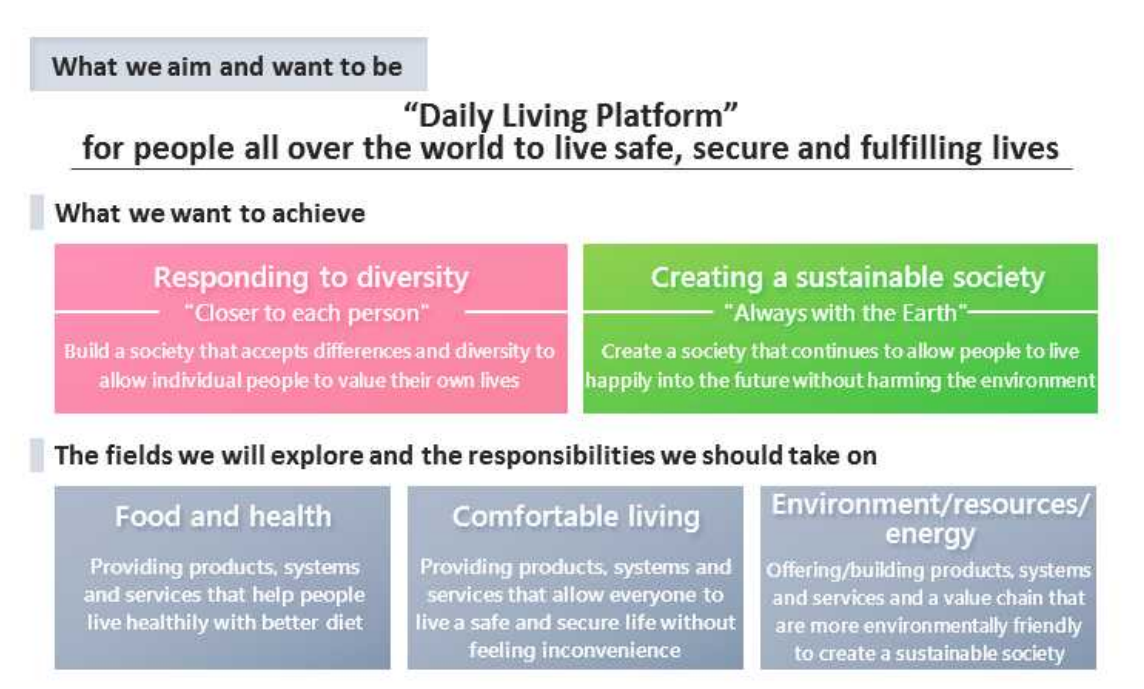 What we aim and want to be
“Daily Living Platform”
for people all over the world to live safe, secure and fulfilling lives
What we want to achieve
Responding to diversity
"Closer to each person"
Build a society that accepts differences and diversity to
allow individual people to value their own lives
Creating a sustainable society
"Always with the Earth"
Create a society that continues to allow people to live
happily into the future without harming the environment
The fields we will explore and the responsibilities we should take on
Food and health
Providing products, systems
and services that help people
live healthily with better diet
Comfortable living
Providing products, systems and
services that allow everyone to
live a safe and secure life without
feeling inconvenience
Environment/resources/
energy
Offering/building products, systems
and services and a value chain that
are more environmentally friendly
to create a sustainable society